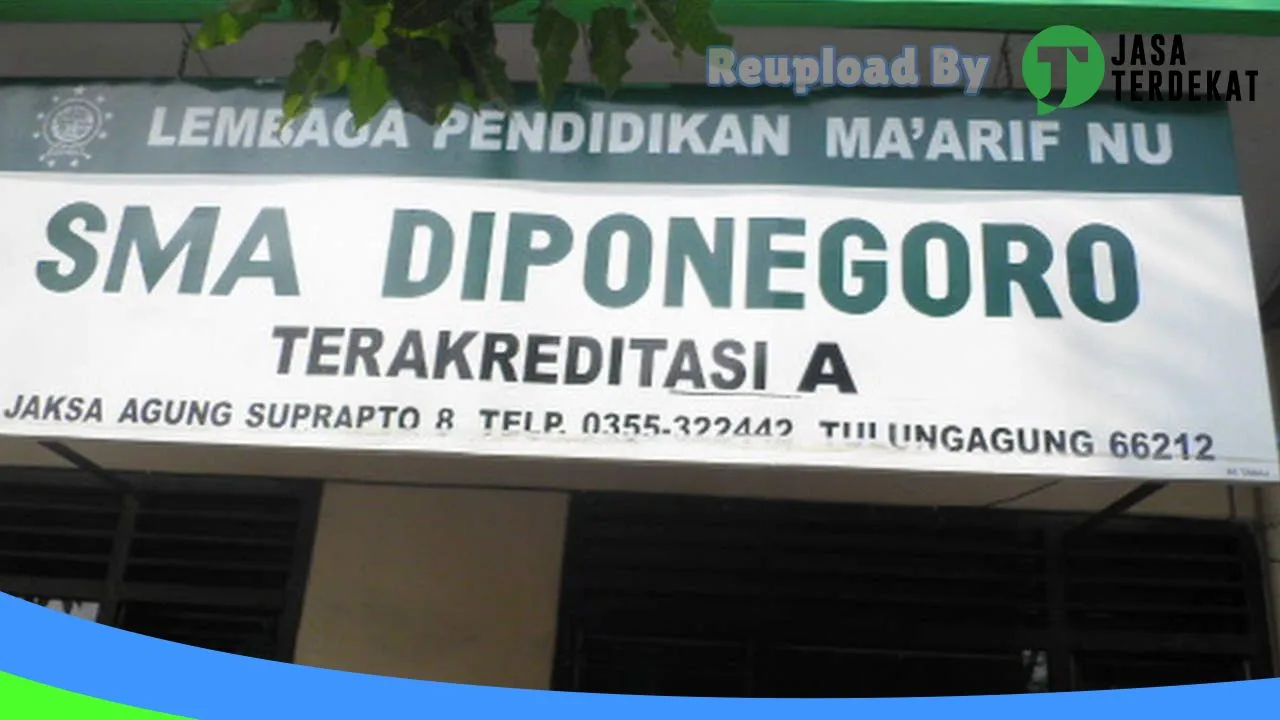 Reupload By
JASA
TERDEKAT
LEMBAGA PENDIDIKAN MA'ARIF NU
SMA DIPONEGORO
TERAKREDITASI A
JAKSA AGUNG SUPRAPTO 8 TELP. 0355-322442 TULUNGAGUNG 66212